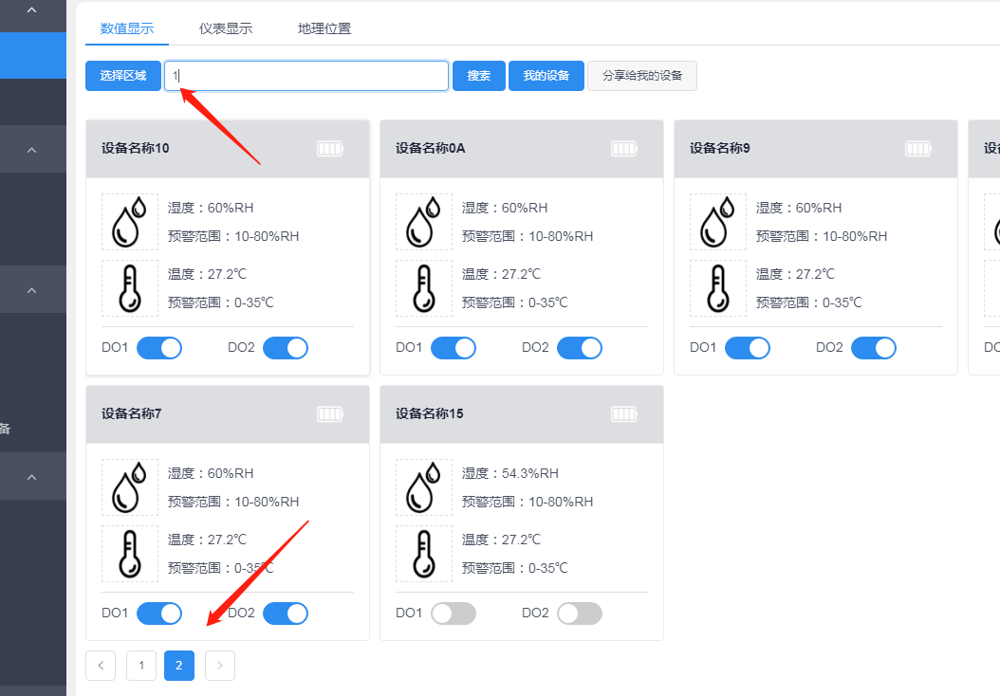 数值显示 仪表显示 地理位置
选择区域 1 搜索 我的设备 分享给我的设备
设备名称10 设备名称0A 设备名称9 设
湿度：60%RH 湿度：60%RH 湿度：60%RH
预警范围：10-80%RH 预警范围：10-80%RH 预警范围：10-80%RH
温度：27.2℃ 温度：27.2℃ 温度：27.2℃
预警范围：0-35℃ 预警范围：0-35℃ 预警范围：0-35℃
DO1 DO2 DO1 DO2 DO1 DO2 DO
设备名称7 设备名称15
备
湿度：60%RH 湿度：54.3%RH
预警范围：10-80%RH 预警范围：10-80%RH
温度：27.2℃ 温度：27.2℃
预警范围：0-35℃ 预警范围：0-35℃
DO1 DO2 DO1 DO2
< 1 2 >